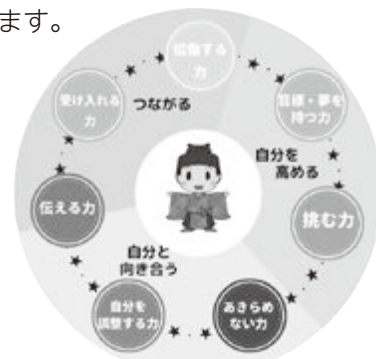 ます。
協働する
力
受け入れる
力
つながる
目標・夢を
持つ力
自分を
高める
伝える力
挑む力
自分と
向き合う
自分を
調整する力
あきらめ
ない力